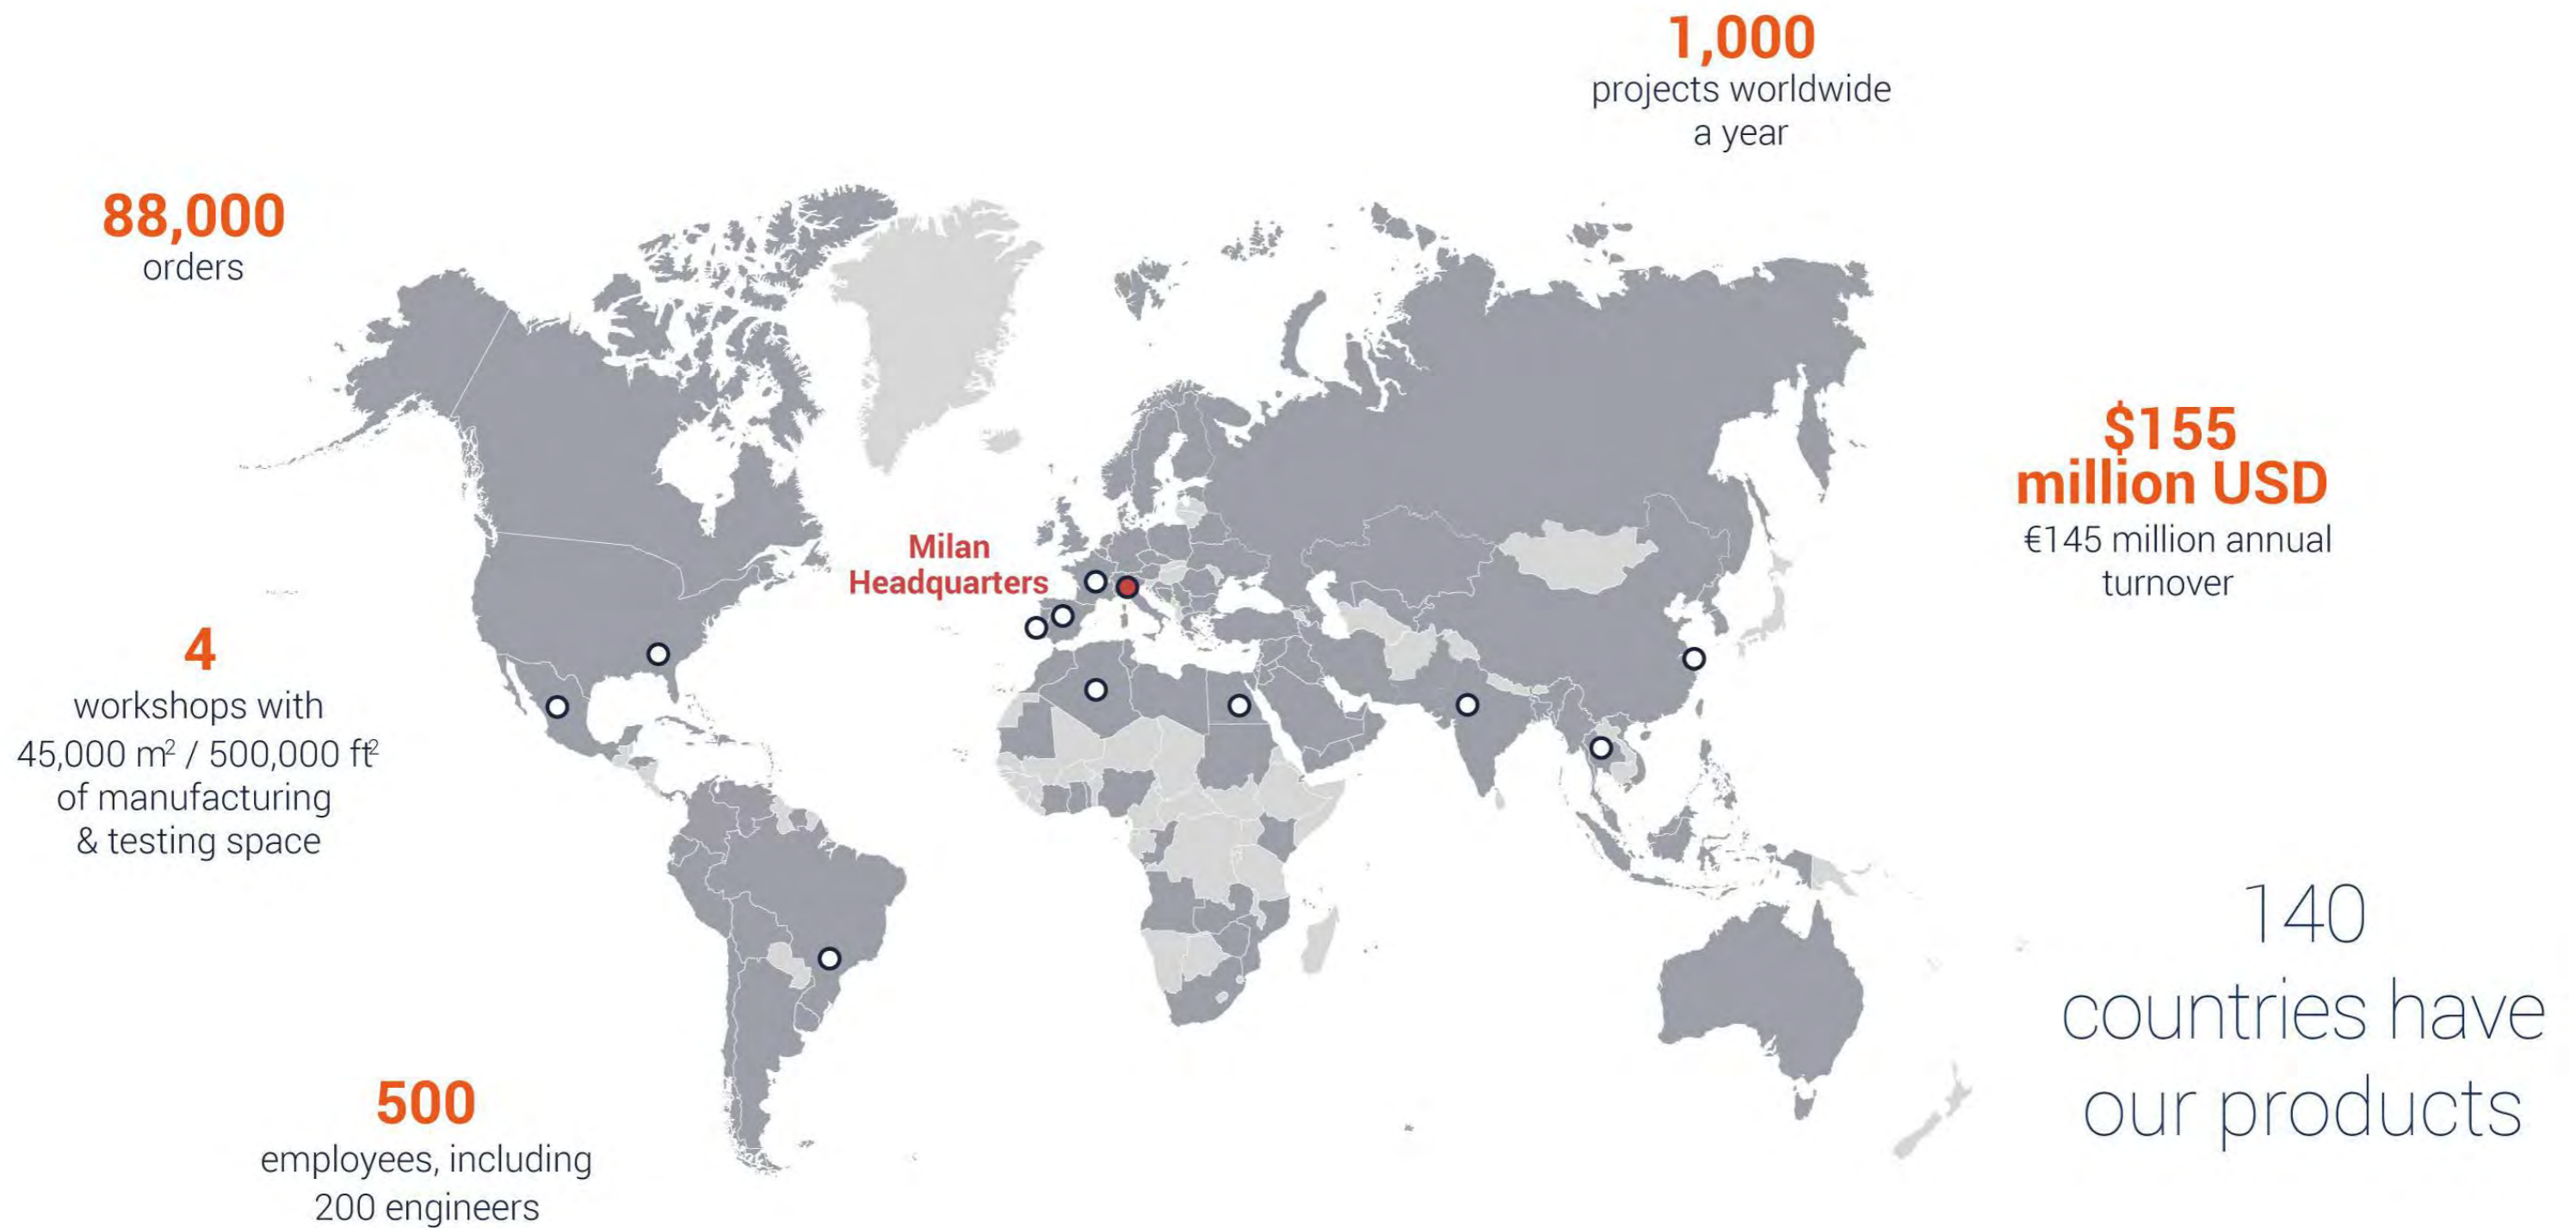 1,000
projects worldwide
a year
88,000
orders
$155
million USD
€145 million annual
turnover
Milan
Headquarters
4
workshops with
45,000 m² / 500,000 ft²
of manufacturing
& testing space
140
countries have
our products
500
employees, including
200 engineers